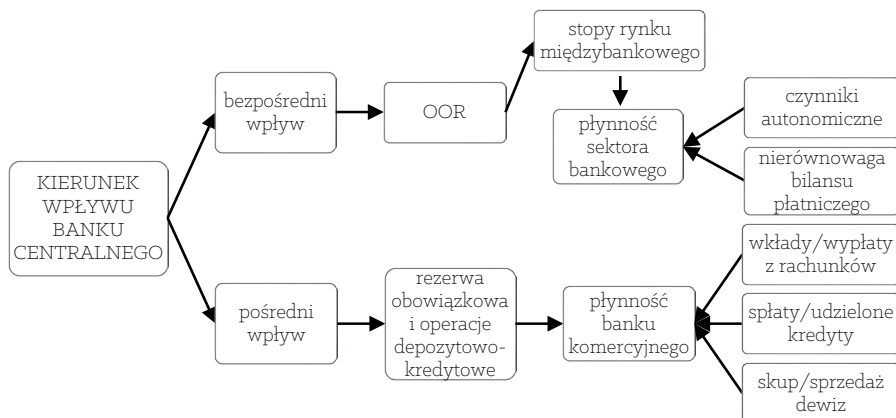 KIERUNEK
WPŁYWU
BANKU
CENTRALNEGO
bezpośredni
wpływ
OOR
stopy rynku
międzybankowego
płynność
sektora
bankowego
czynniki
autonomiczne
nierównowaga
bilansu
płatniczego
pośredni
wpływ
rezerwa
obowiązkowa
i operacje
depozytowo-
kredytowe
płynność
banku
komercyjnego
wkłady/wypłaty
z rachunków
spłaty/udzielone
kredyty
skup/sprzedaż
dewiz